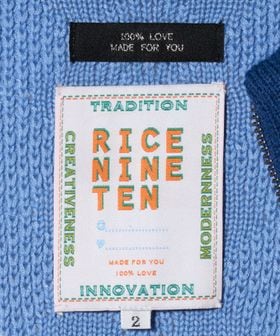 100% LOVE
MADE FOR YOU
TRADITION
CREATIVENESS
RICE
NINE
TEN
MODERNNESS
MADE FOR YOU
100% LOVE
INNOVATION
2